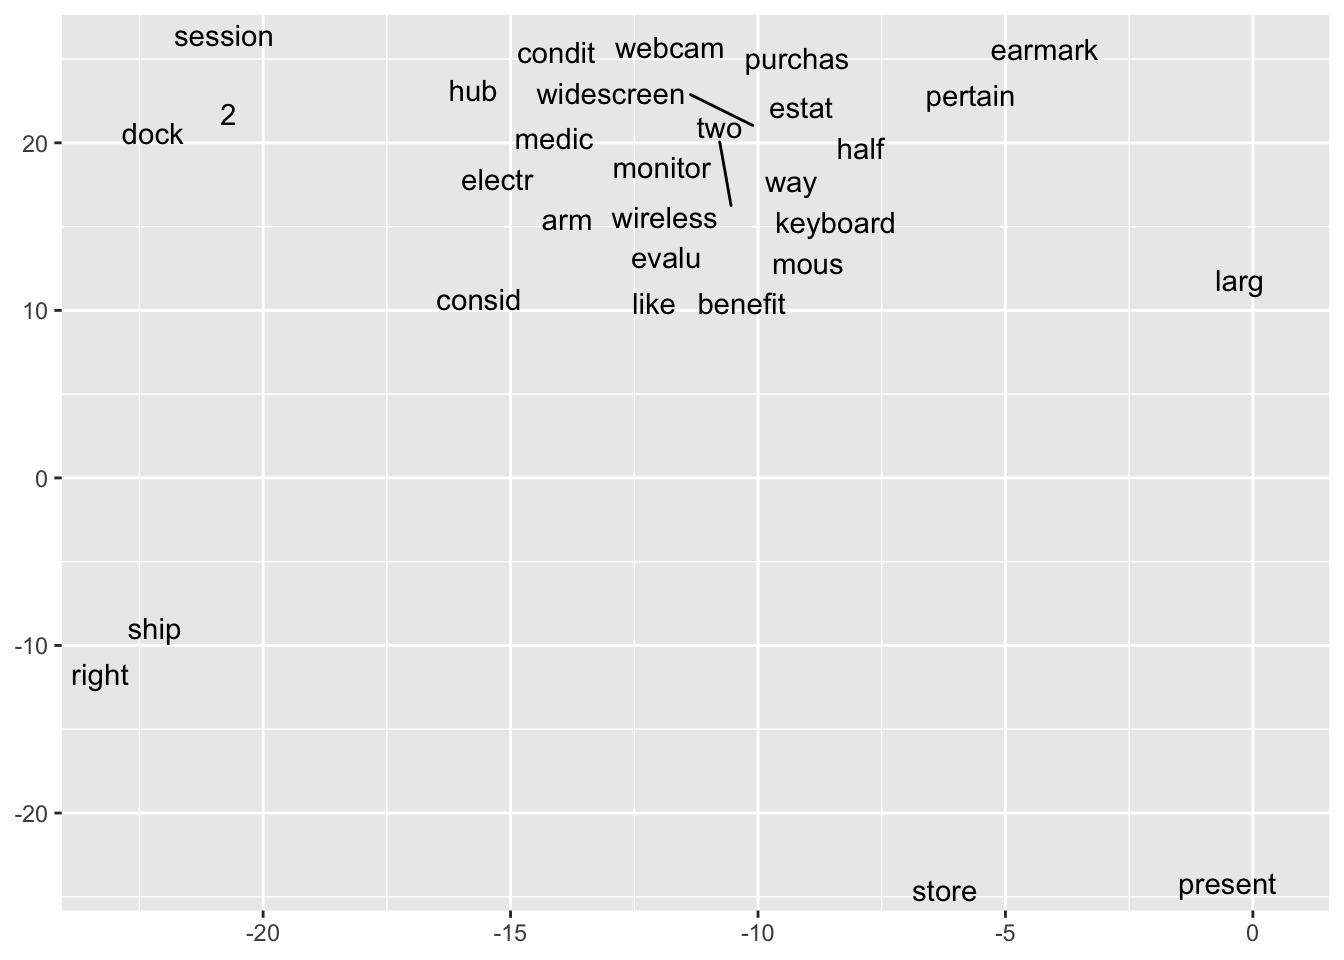 session
condit
webcam
purchas
earmark
hub
widescreen
estat
pertain
2
dock
two
20
medic
half
monitor
electr
way
arm
wireless
keyboard
evalu
mous
larg
consid
like
benefit
10
0
ship
-10
right
-20
store
present
-20 -15 -10 -5 0